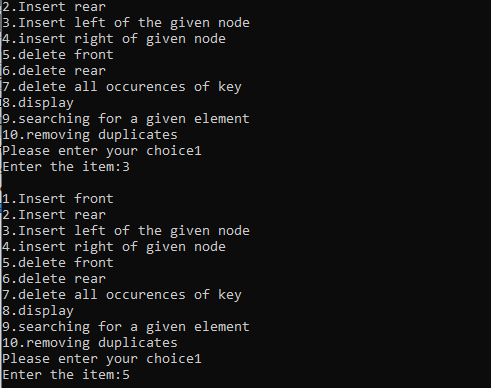 2.Insert rear
3.Insert left of the given node
4.insert right of given node
5.delete front
6.delete rear
7.delete all occurences of key
8.display
9.searching for a given element
10.removing duplicates
Please enter your choice1
Enter the item:3
1.Insert front
2.Insert rear
3.Insert left of the given node
4.insert right of given node
5.delete front
6.delete rear
7.delete all occurences of key
8.display
9.searching for a given element
10.removing duplicates
Please enter your choice1
Enter the item:5